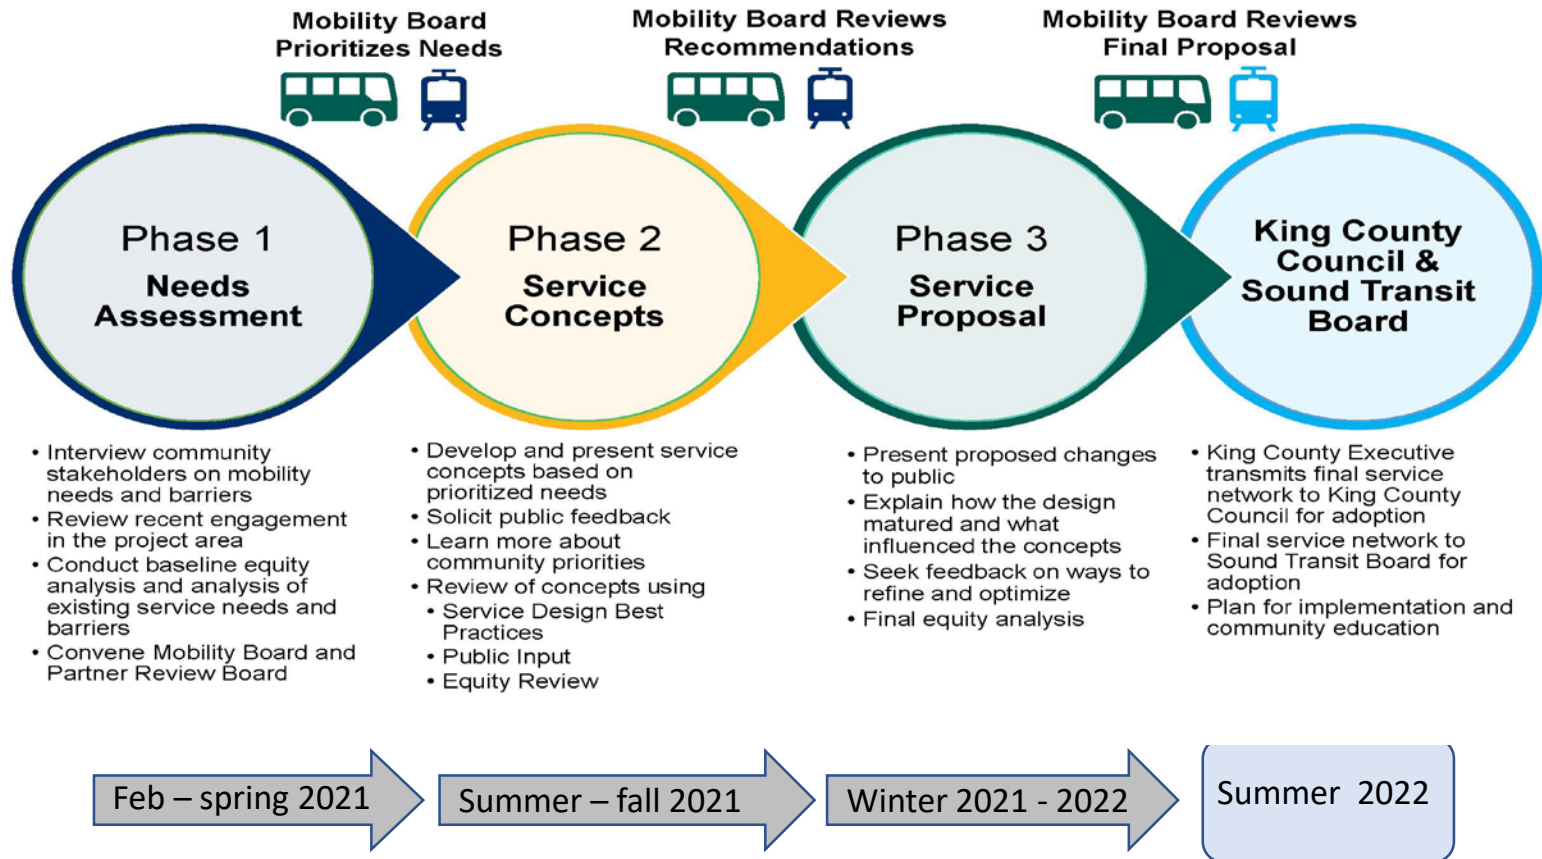 Mobility Board
Prioritizes Needs
Mobility Board Reviews
Recommendations
Mobility Board Reviews
Final Proposal
Phase 1
Needs
Assessment
Phase 2
Service
Concepts
Phase 3
Service
Proposal
King County
Council &
Sound Transit
Board
• Interview community
stakeholders on mobility
needs and barriers
• Review recent engagement
in the project area
• Conduct baseline equity
analysis and analysis of
existing service needs and
barriers
• Convene Mobility Board and
Partner Review Board
• Develop and present service
concepts based on
prioritized needs
• Solicit public feedback
• Learn more about
community priorities
• Review of concepts using
• Service Design Best
Practices
• Public Input
• Equity Review
• Present proposed changes
to public
• Explain how the design
matured and what
influenced the concepts
• Seek feedback on ways to
refine and optimize
• Final equity analysis
• King County Executive
transmits final service
network to King County
Council for adoption
• Final service network to
Sound Transit Board for
adoption
• Plan for implementation and
community education
Feb – spring 2021
Summer – fall 2021
Winter 2021 - 2022
Summer 2022